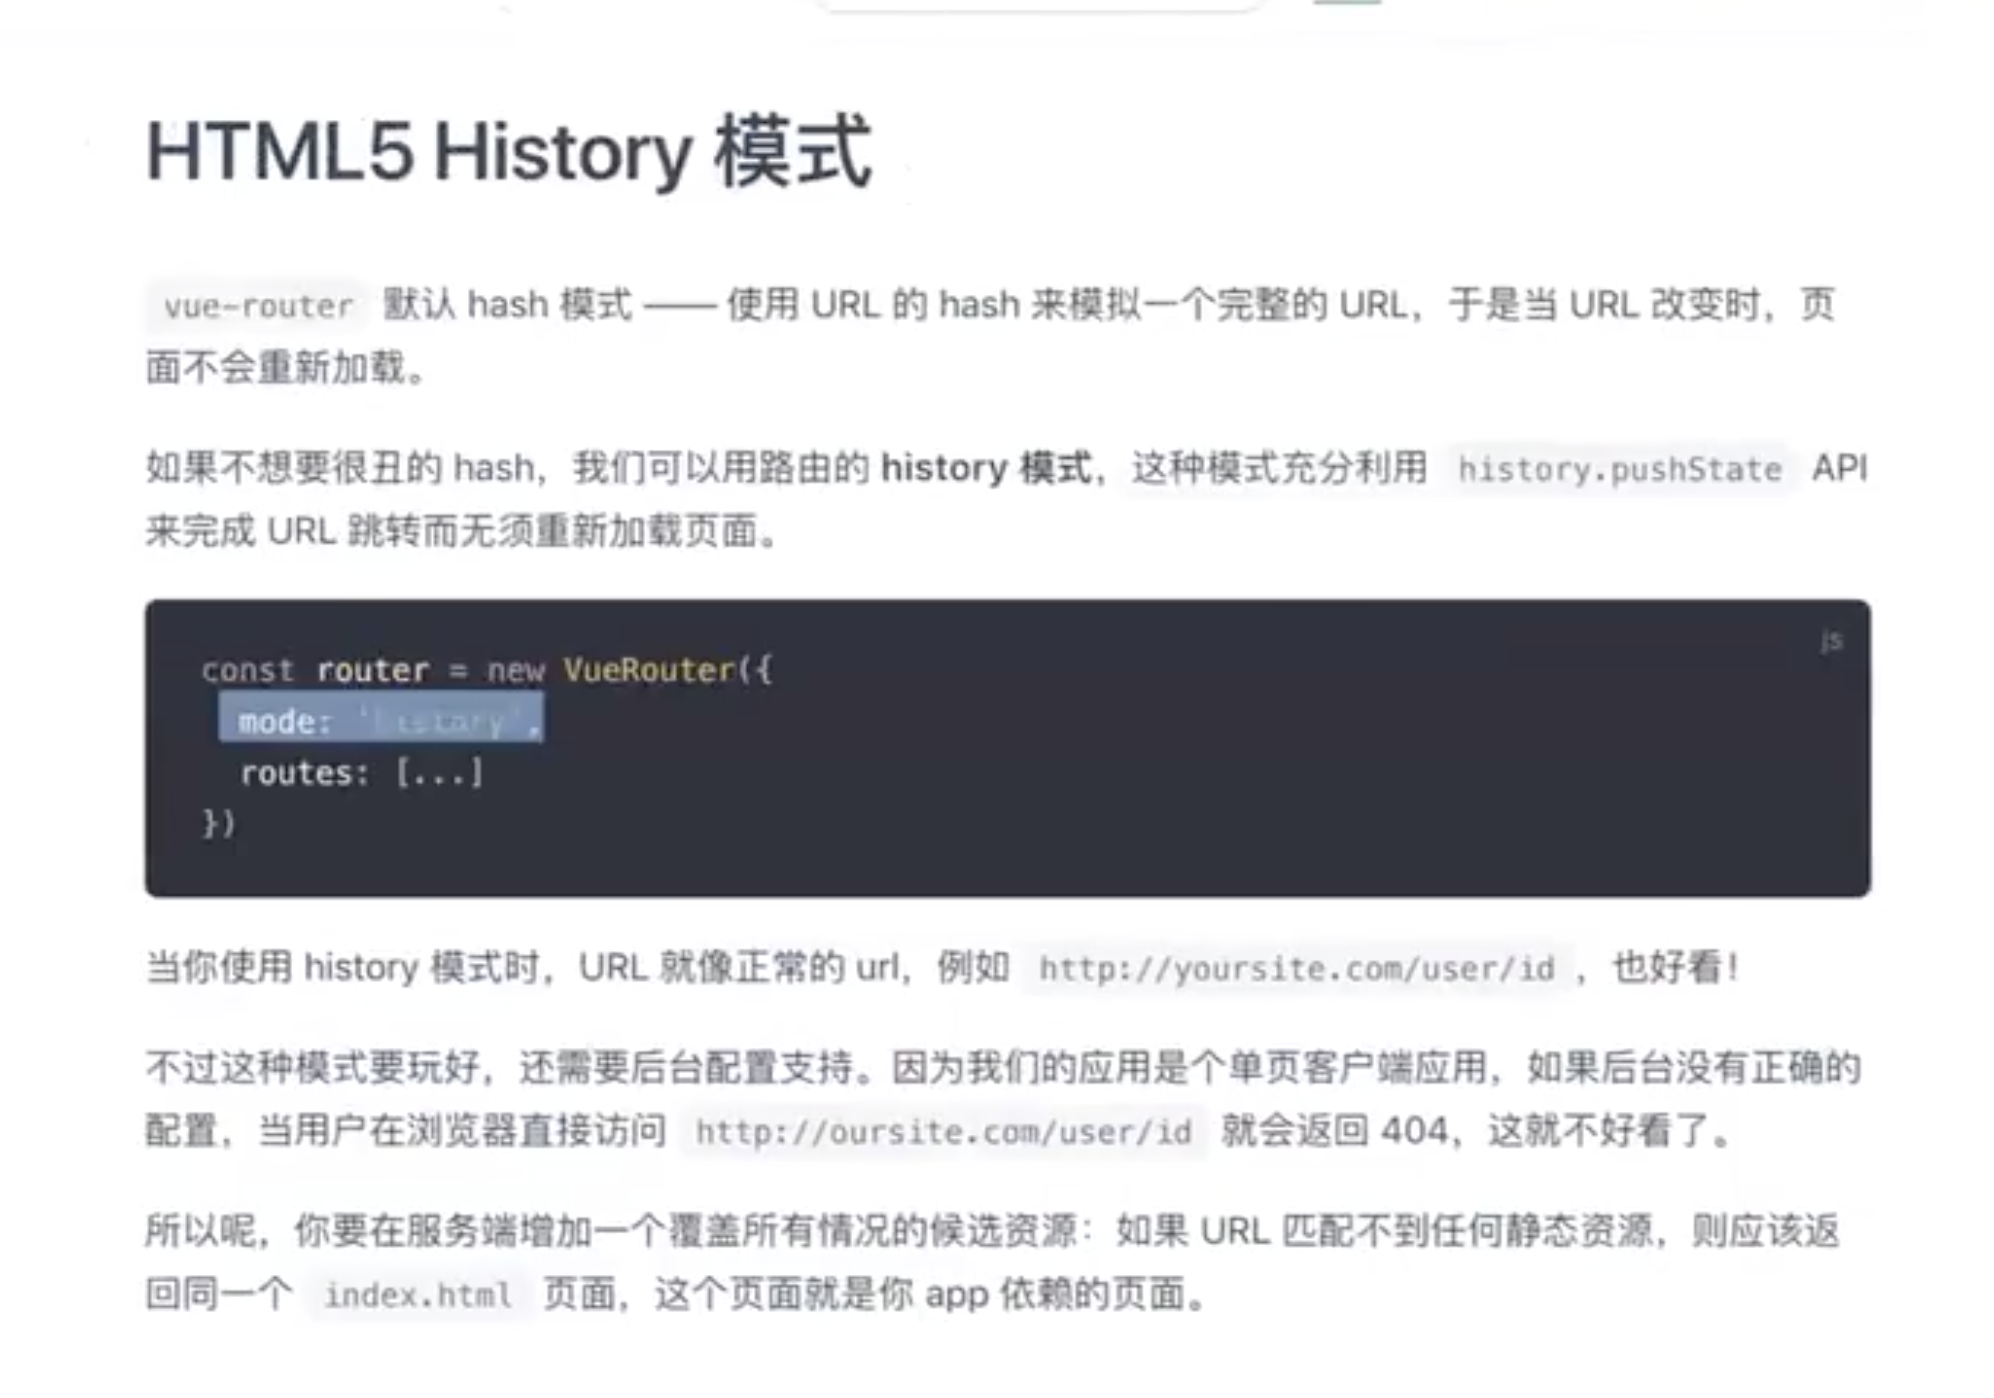 HTML5 History 模式
vue-router 默认 hash 模式 —— 使用 URL 的 hash 来模拟一个完整的 URL，于是当 URL 改变时，页
面不会重新加载。
如果不想要很丑的 hash，我们可以用路由的 history 模式，这种模式充分利用 history.pushState API
来完成 URL 跳转而无须重新加载页面。
js
const router = new VueRouter({
  mode: 'history',
  routes: [...]
})
当你使用 history 模式时，URL 就像正常的 url，例如 http://yoursite.com/user/id ，也好看！
不过这种模式要玩好，还需要后台配置支持。因为我们的应用是个单页客户端应用，如果后台没有正确的
配置，当用户在浏览器直接访问 http://oursite.com/user/id 就会返回 404，这就不好看了。
所以呢，你要在服务端增加一个覆盖所有情况的候选资源：如果 URL 匹配不到任何静态资源，则应该返
回同一个 index.html 页面，这个页面就是你 app 依赖的页面。